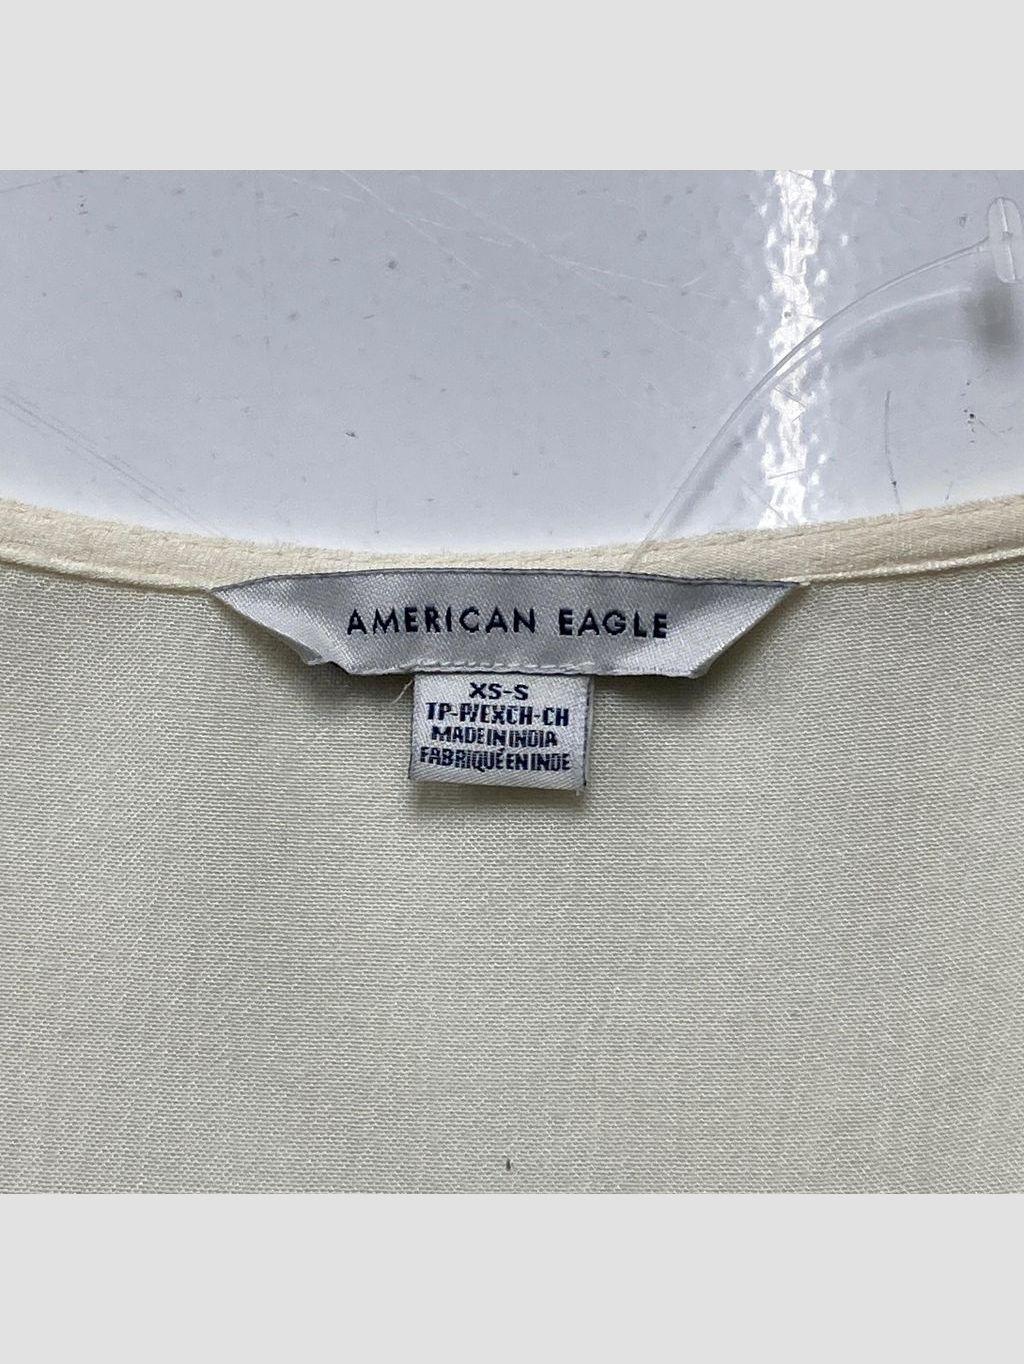 AMERICAN EAGLE
XS-S
TP-P/EXCH-CH
MADE IN INDIA
FABRIQUÉ EN INDE